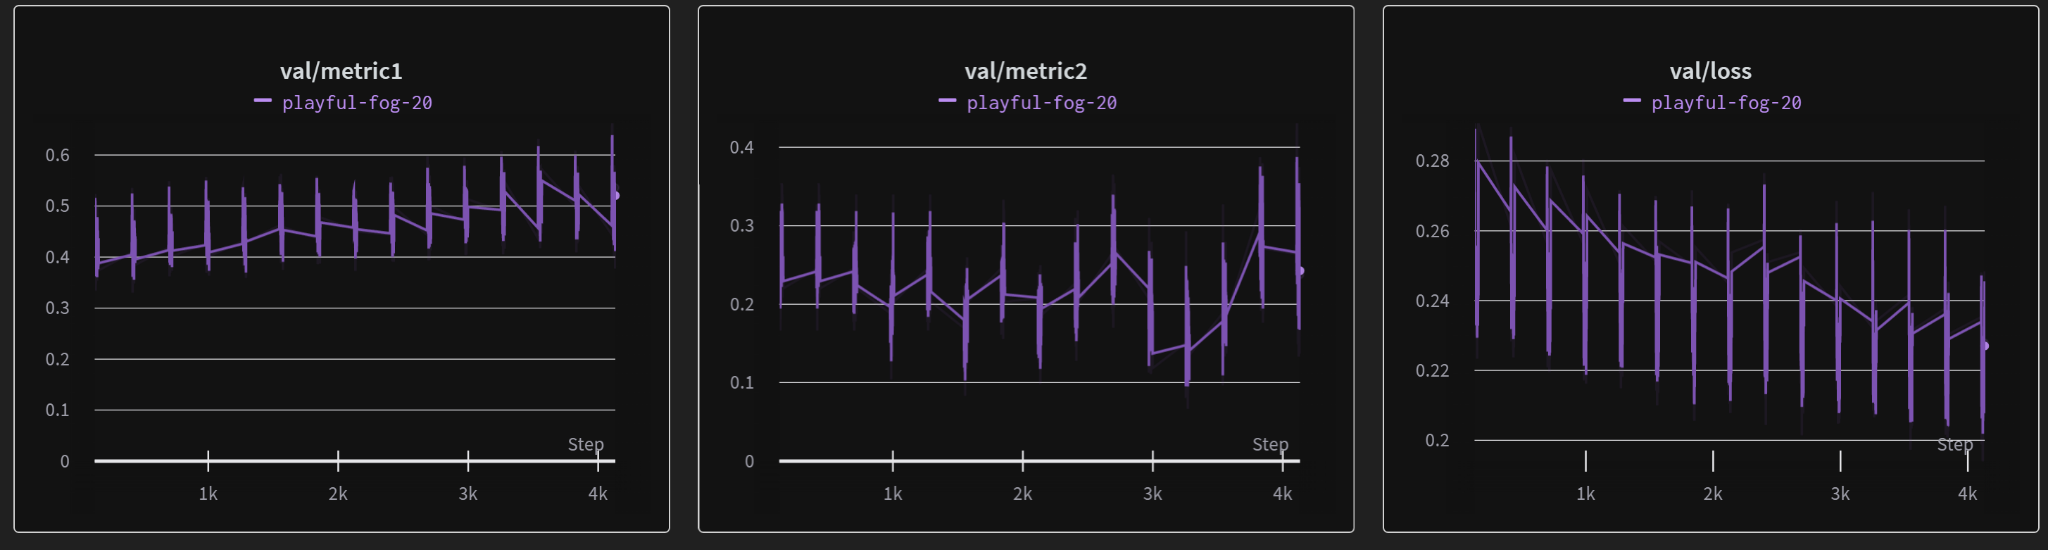 val/metric1
playful-fog-20
0.6
0.5
0.4
0.3
0.2
0.1
0
Step
1k
2k
3k
4k
val/metric2
playful-fog-20
0.4
0.3
0.2
0.1
0
Step
1k
2k
3k
4k
val/loss
playful-fog-20
0.28
0.26
0.24
0.22
0.2
Step
1k
2k
3k
4k